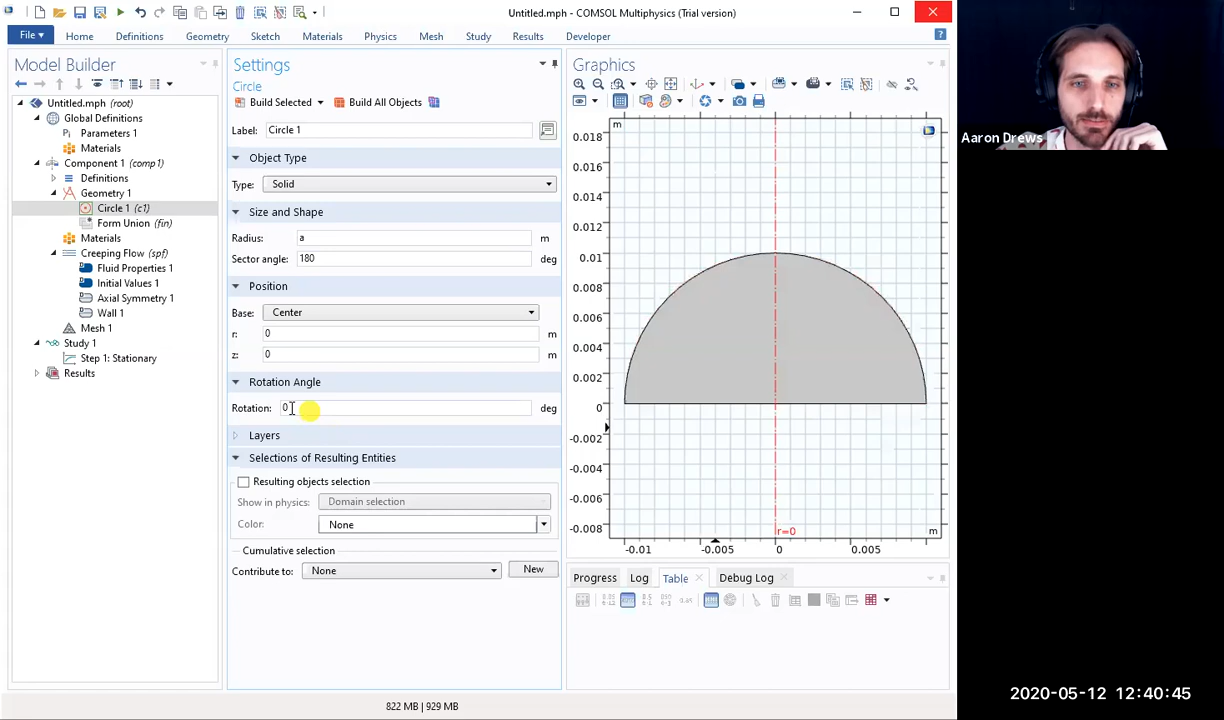 Untitled.mph - COMSOL Multiphysics (Trial version)
File
Home
Definitions
Geometry
Sketch
Materials
Physics
Mesh
Study
Results
Developer
Model Builder
Untitled.mph (root)
Global Definitions
Parameters 1
Materials
Component 1 (comp1)
Definitions
Geometry 1
Circle 1 (c1)
Form Union (fin)
Materials
Creeping Flow (spf)
Fluid Properties 1
Initial Values 1
Axial Symmetry 1
Wall 1
Mesh 1
Study 1
Step 1: Stationary
Results
Settings
Circle
Build Selected
Build All Objects
Label: Circle 1
Object Type
Type: Solid
Size and Shape
Radius: a m
Sector angle: 180 deg
Position
Base: Center
r: 0 m
z: 0 m
Rotation Angle
Rotation: 0 deg
Layers
Selections of Resulting Entities
Resulting objects selection
Show in physics: Domain selection
Color: None
Cumulative selection
Contribute to: None New
Graphics
m
0.018
0.016
0.014
0.012
0.01
0.008
0.006
0.004
0.002
0
-0.002
-0.004
-0.006
-0.008
r=0
m
-0.01 -0.005 0 0.005
Progress Log Table Debug Log
822 MB | 929 MB
Aaron Drews
2020-05-12 12:40:45